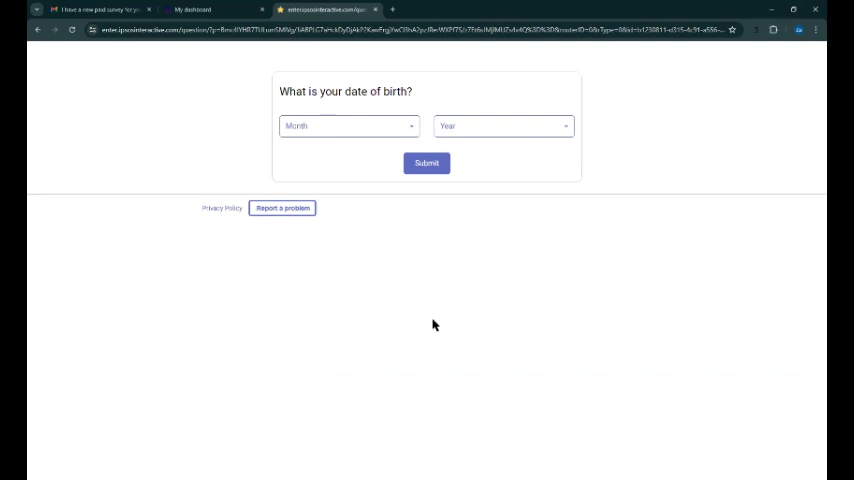 I have a new paid survey for yo
My dashboard
enter.ipsosinteractive.com/que
What is your date of birth?
Month
Year
Submit
Privacy Policy
Report a problem